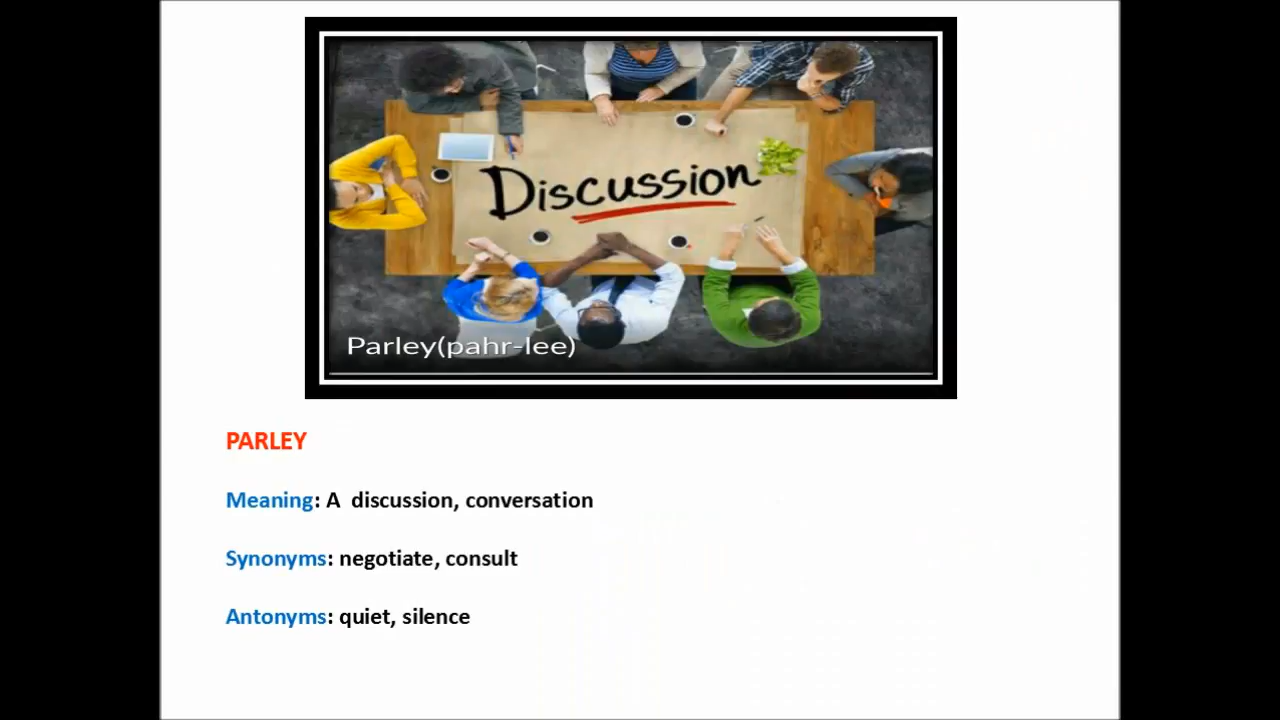 Discussion
Parley(pahr-lee)
PARLEY
Meaning: A  discussion, conversation
Synonyms: negotiate, consult
Antonyms: quiet, silence